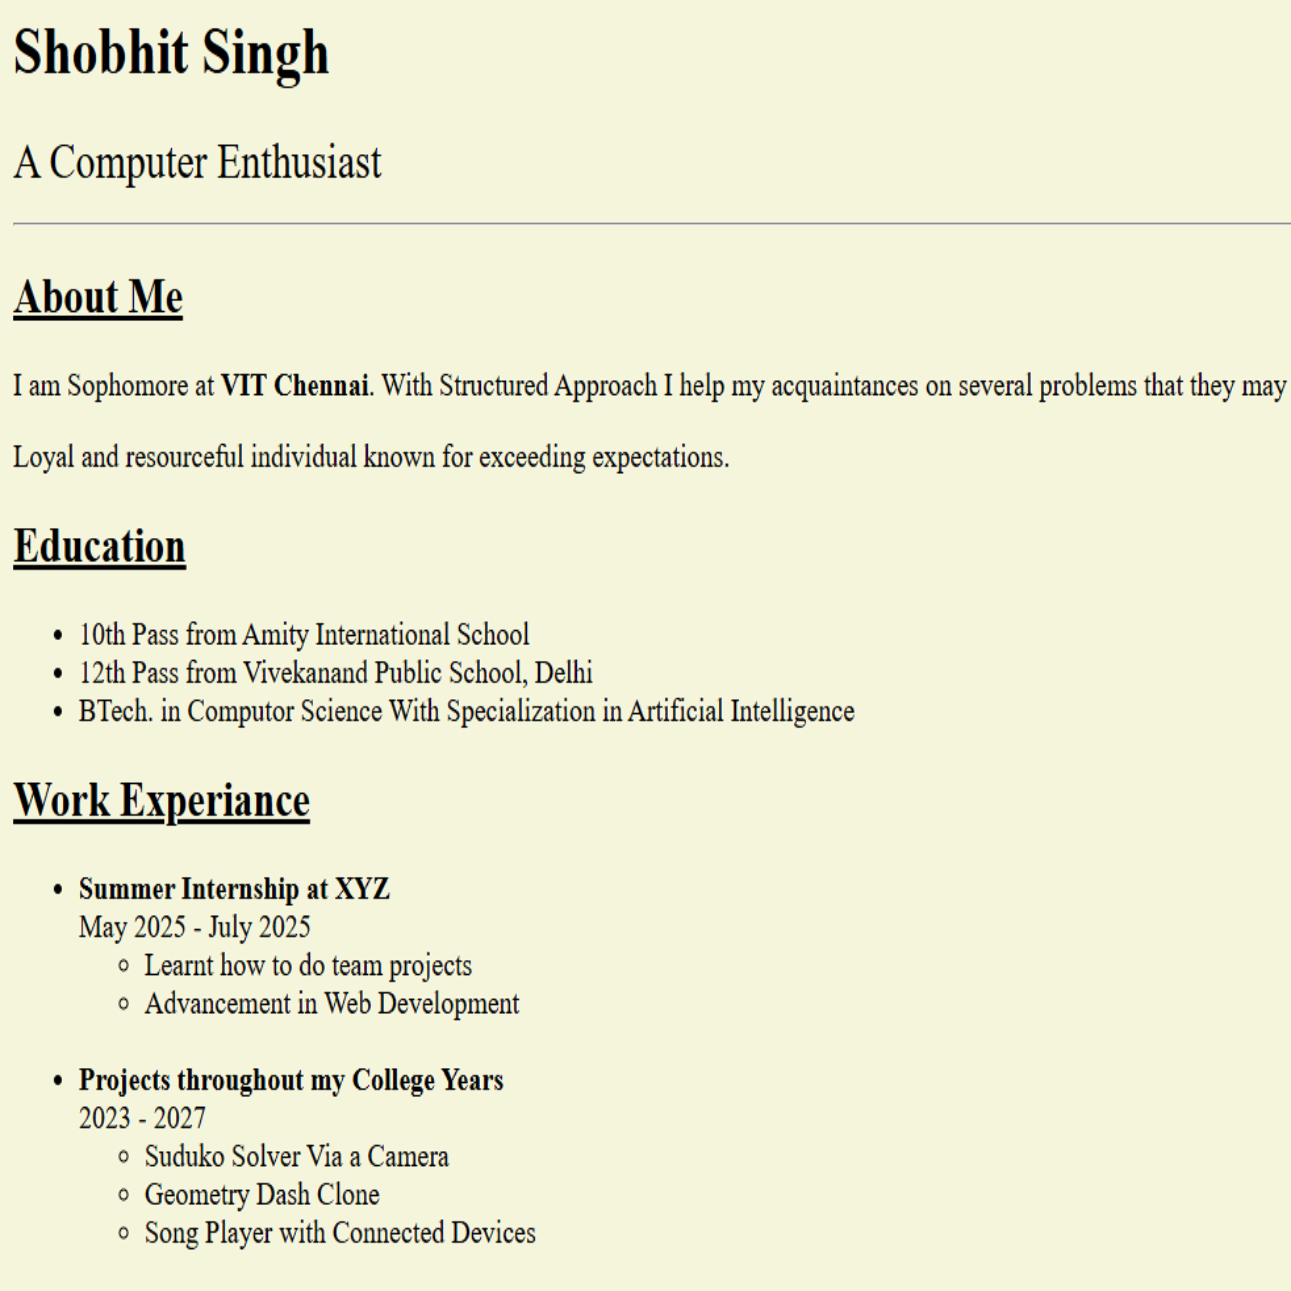 Shobhit Singh
A Computer Enthusiast
About Me
I am Sophomore at VIT Chennai. With Structured Approach I help my acquaintances on several problems that they may
Loyal and resourceful individual known for exceeding expectations.
Education
10th Pass from Amity International School
12th Pass from Vivekanand Public School, Delhi
BTech. in Computor Science With Specialization in Artificial Intelligence
Work Experiance
Summer Internship at XYZ
May 2025 - July 2025
Learnt how to do team projects
Advancement in Web Development
Projects throughout my College Years
2023 - 2027
Suduko Solver Via a Camera
Geometry Dash Clone
Song Player with Connected Devices